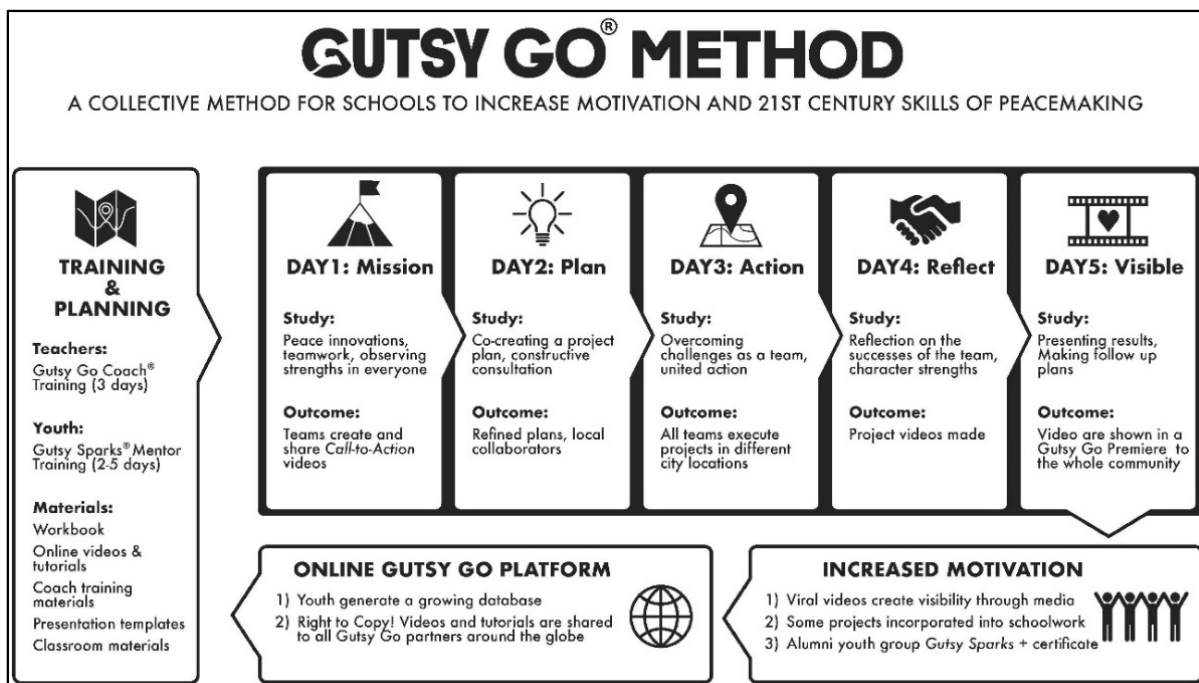 GUTSY GO® METHOD
A COLLECTIVE METHOD FOR SCHOOLS TO INCREASE MOTIVATION AND 21ST CENTURY SKILLS OF PEACEMAKING
TRAINING
&
PLANNING
Teachers:
Gutsy Go Coach®
Training (3 days)
Youth:
Gutsy Sparks® Mentor
Training (2-5 days)
Materials:
Workbook
Online videos &
tutorials
Coach training
materials
Presentation templates
Classroom materials
DAY1: Mission
Study:
Peace innovations,
teamwork, observing
strengths in everyone
Outcome:
Teams create and
share Call-to-Action
videos
DAY2: Plan
Study:
Co-creating a project
plan, constructive
consultation
Outcome:
Refined plans, local
collaborators
DAY3: Action
Study:
Overcoming
challenges as a team,
united action
Outcome:
All teams execute
projects in different
city locations
DAY4: Reflect
Study:
Reflection on the
successes of the team,
character strengths
Outcome:
Project videos made
DAY5: Visible
Study:
Presenting results,
Making follow up
plans
Outcome:
Video are shown in a
Gutsy Go Premiere to
the whole community
ONLINE GUTSY GO PLATFORM
1) Youth generate a growing database
2) Right to Copy! Videos and tutorials are shared
to all Gutsy Go partners around the globe
INCREASED MOTIVATION
1) Viral videos create visibility through media
2) Some projects incorporated into schoolwork
3) Alumni youth group Gutsy Sparks + certificate